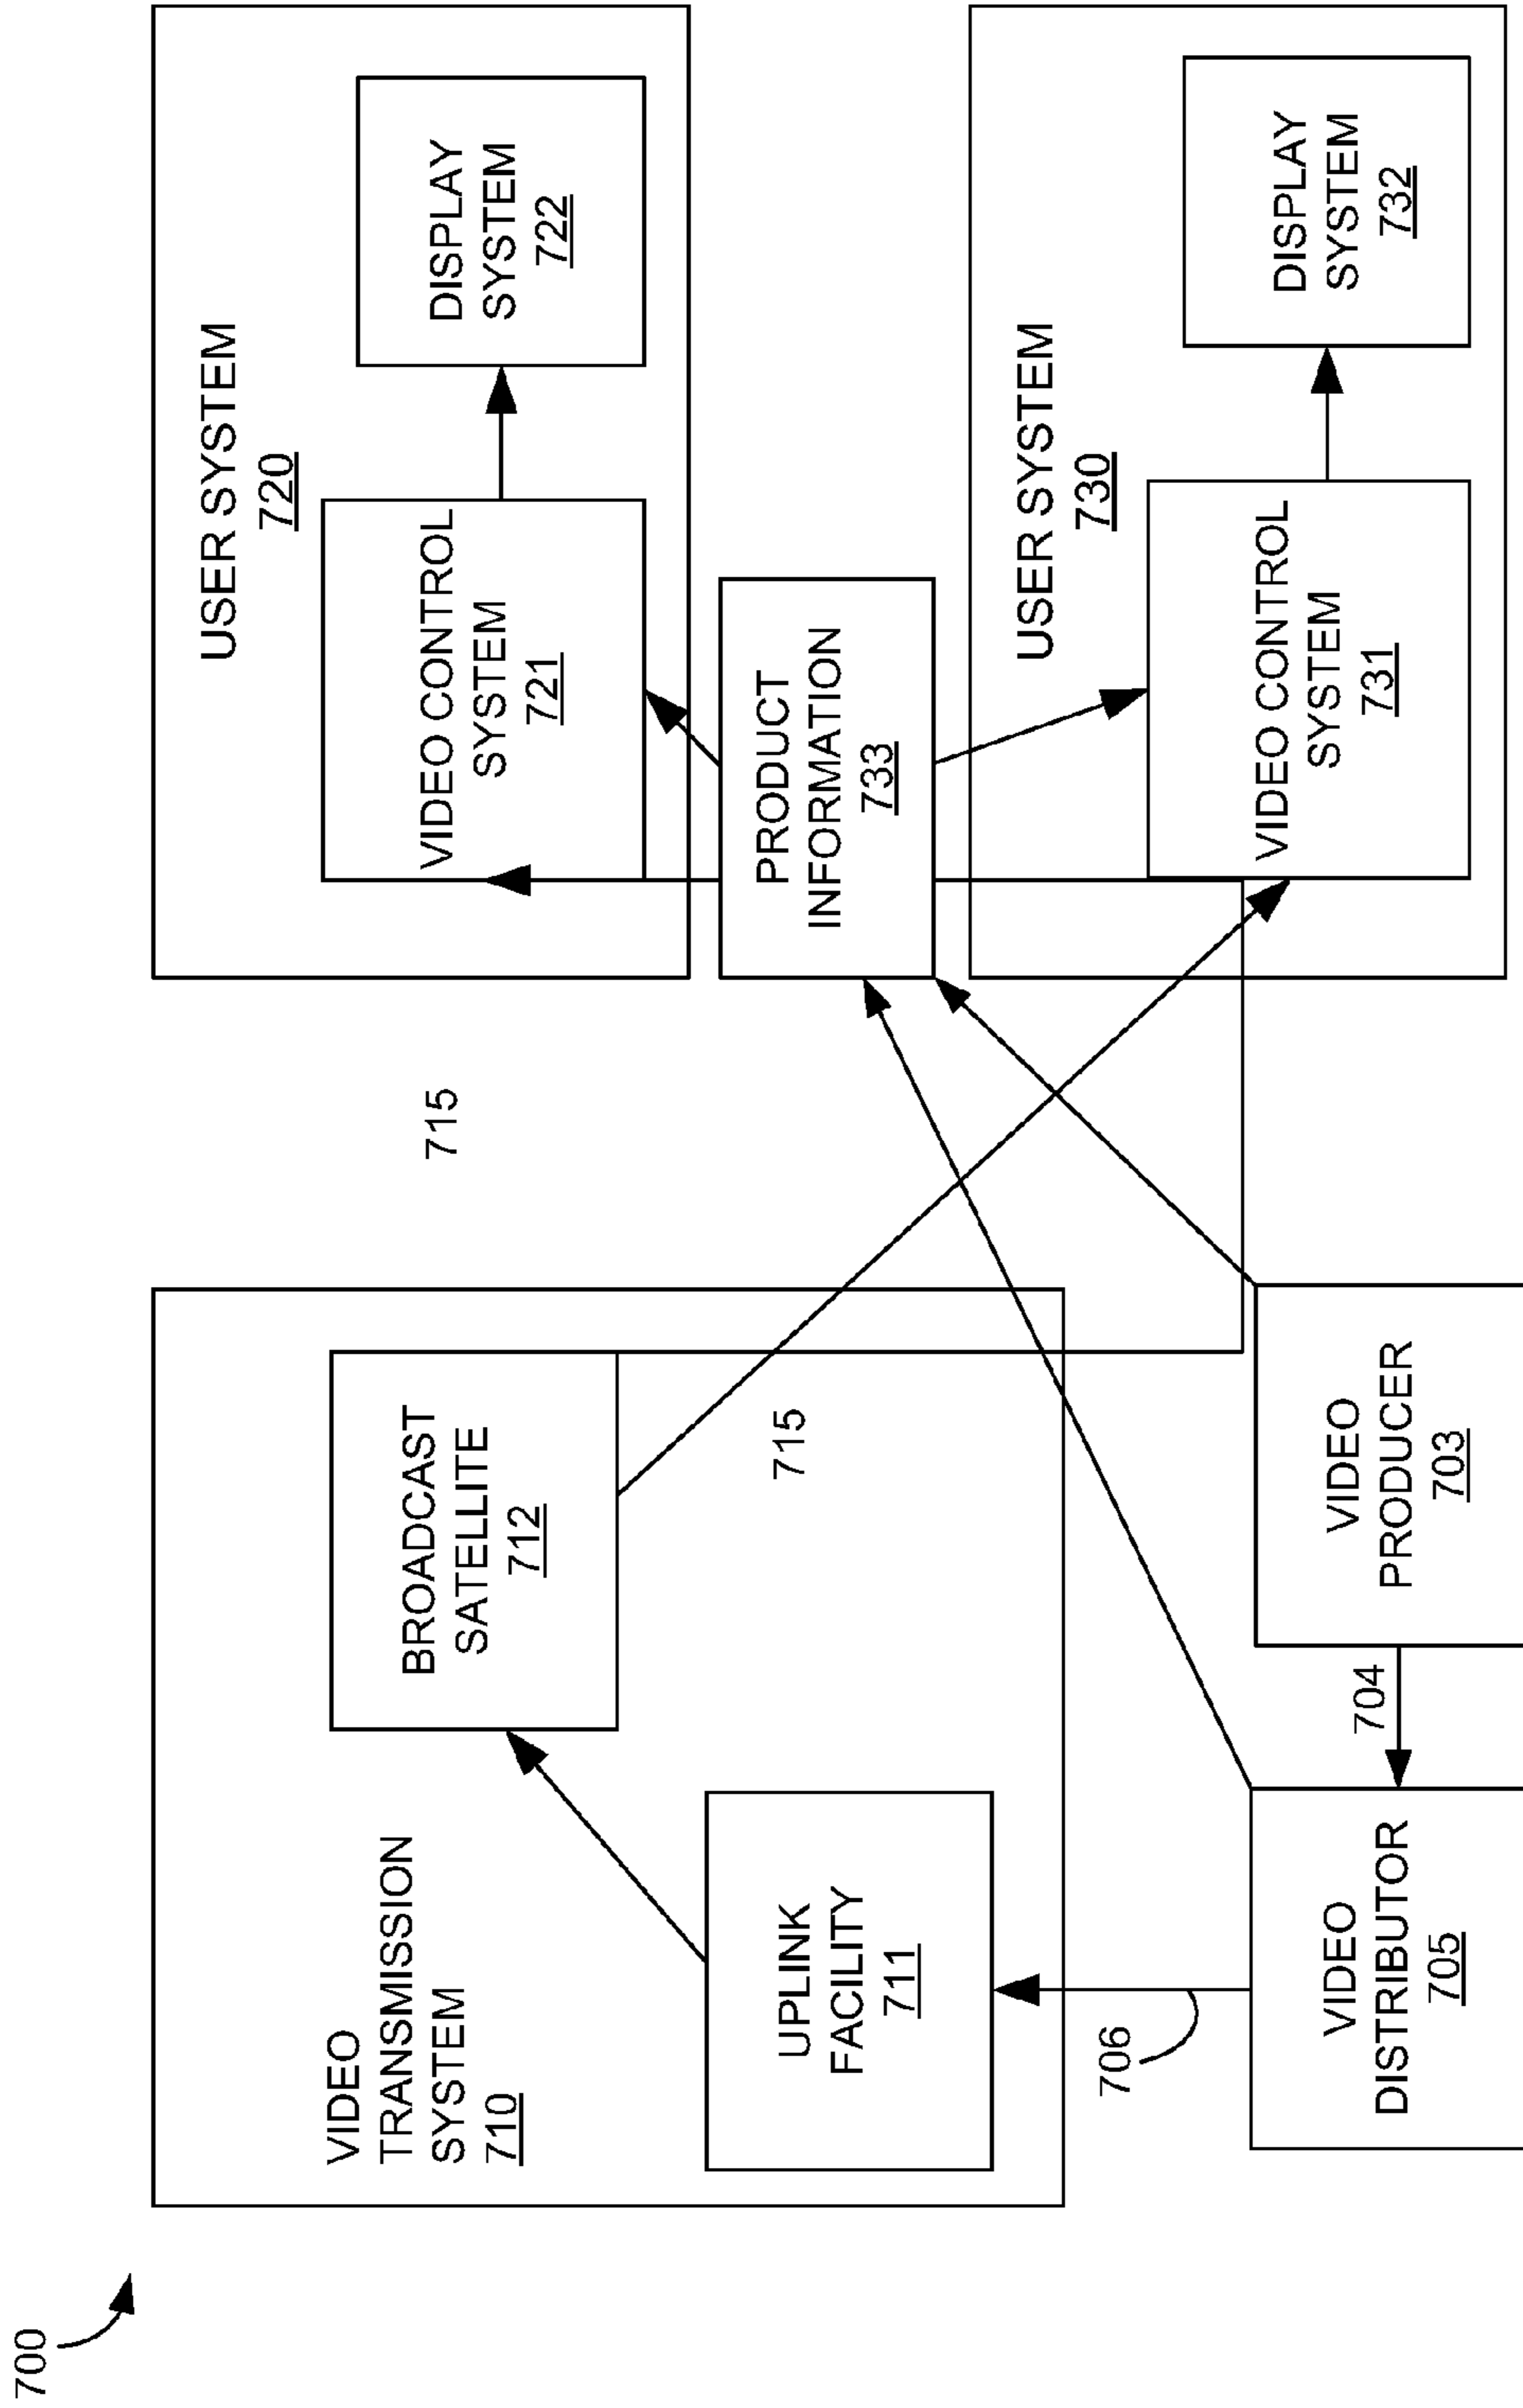 700
VIDEO
TRANSMISSION
SYSTEM
710
BROADCAST
SATELLITE
712
UPLINK
FACILITY
711
715
715
USER SYSTEM
720
VIDEO CONTROL
SYSTEM
721
DISPLAY
SYSTEM
722
PRODUCT
INFORMATION
733
USER SYSTEM
730
VIDEO CONTROL
SYSTEM
731
DISPLAY
SYSTEM
732
706
VIDEO
DISTRIBUTOR
705
704
VIDEO
PRODUCER
703